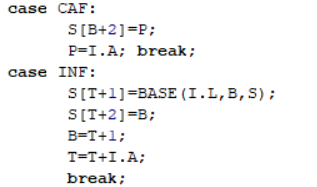 case CAF:
S[B+2]=P;
P=I.A; break;
case INF:
S[T+1]=BASE(I.L,B,S);
S[T+2]=B;
B=T+1;
T=T+I.A;
break;